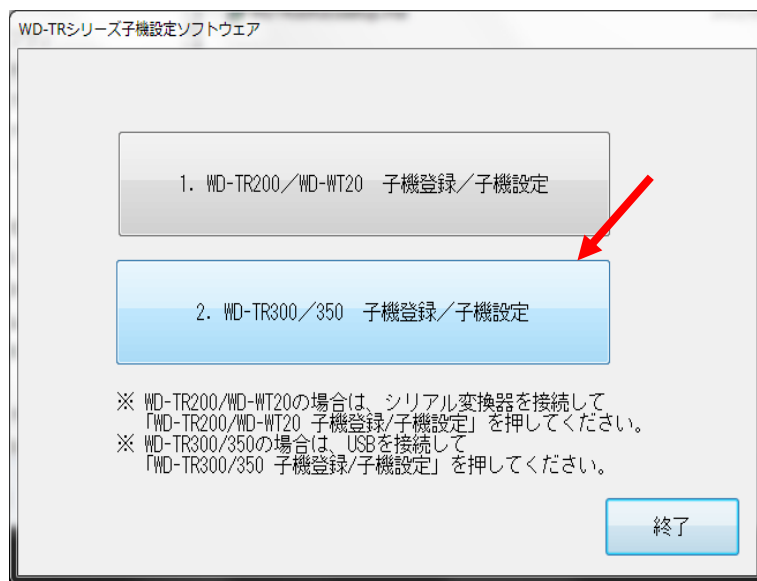 WD-TRシリーズ子機設定ソフトウェア
1. WD-TR200／WD-WT20　子機登録／子機設定
2. WD-TR300／350　子機登録／子機設定
※ WD-TR200/WD-WT20の場合は、シリアル変換器を接続して
「WD-TR200/WD-WT20 子機登録/子機設定」を押してください。
※ WD-TR300/350の場合は、USBを接続して
「WD-TR300/350 子機登録/子機設定」を押してください。
終了